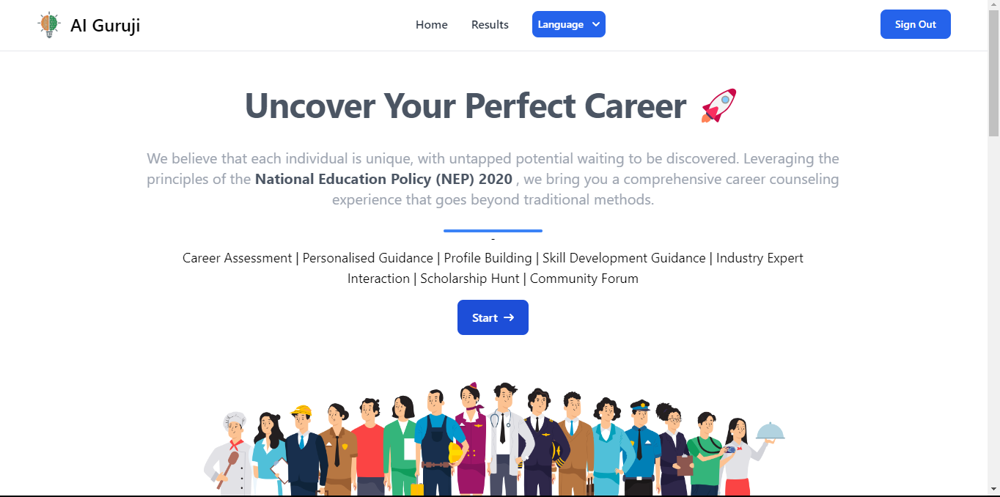 AI Guruji
Home
Results
Language
Sign Out
Uncover Your Perfect Career
We believe that each individual is unique, with untapped potential waiting to be discovered. Leveraging the
principles of the National Education Policy (NEP) 2020 , we bring you a comprehensive career counseling
experience that goes beyond traditional methods.
-
Career Assessment | Personalised Guidance | Profile Building | Skill Development Guidance | Industry Expert
Interaction | Scholarship Hunt | Community Forum
Start →